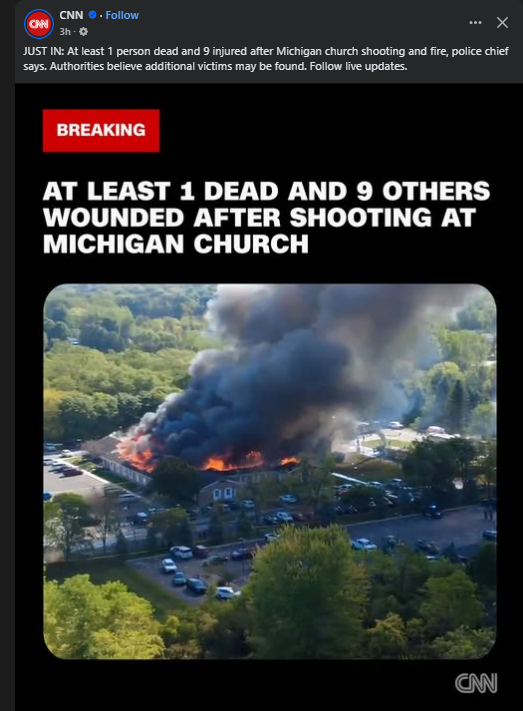 CNN
CNN · Follow
3h ·
JUST IN: At least 1 person dead and 9 injured after Michigan church shooting and fire, police chief
says. Authorities believe additional victims may be found. Follow live updates.
BREAKING
AT LEAST 1 DEAD AND 9 OTHERS
WOUNDED AFTER SHOOTING AT
MICHIGAN CHURCH
CNN